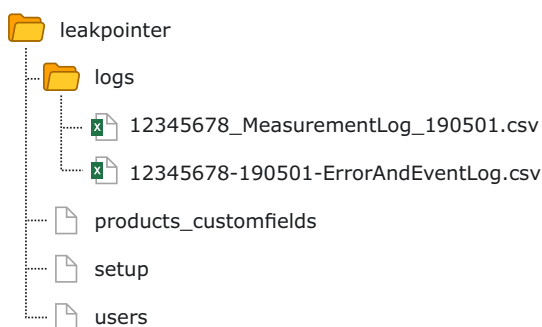 leakpointer
logs
12345678_MeasurementLog_190501.csv
12345678-190501-ErrorAndEventLog.csv
products_customfields
setup
users